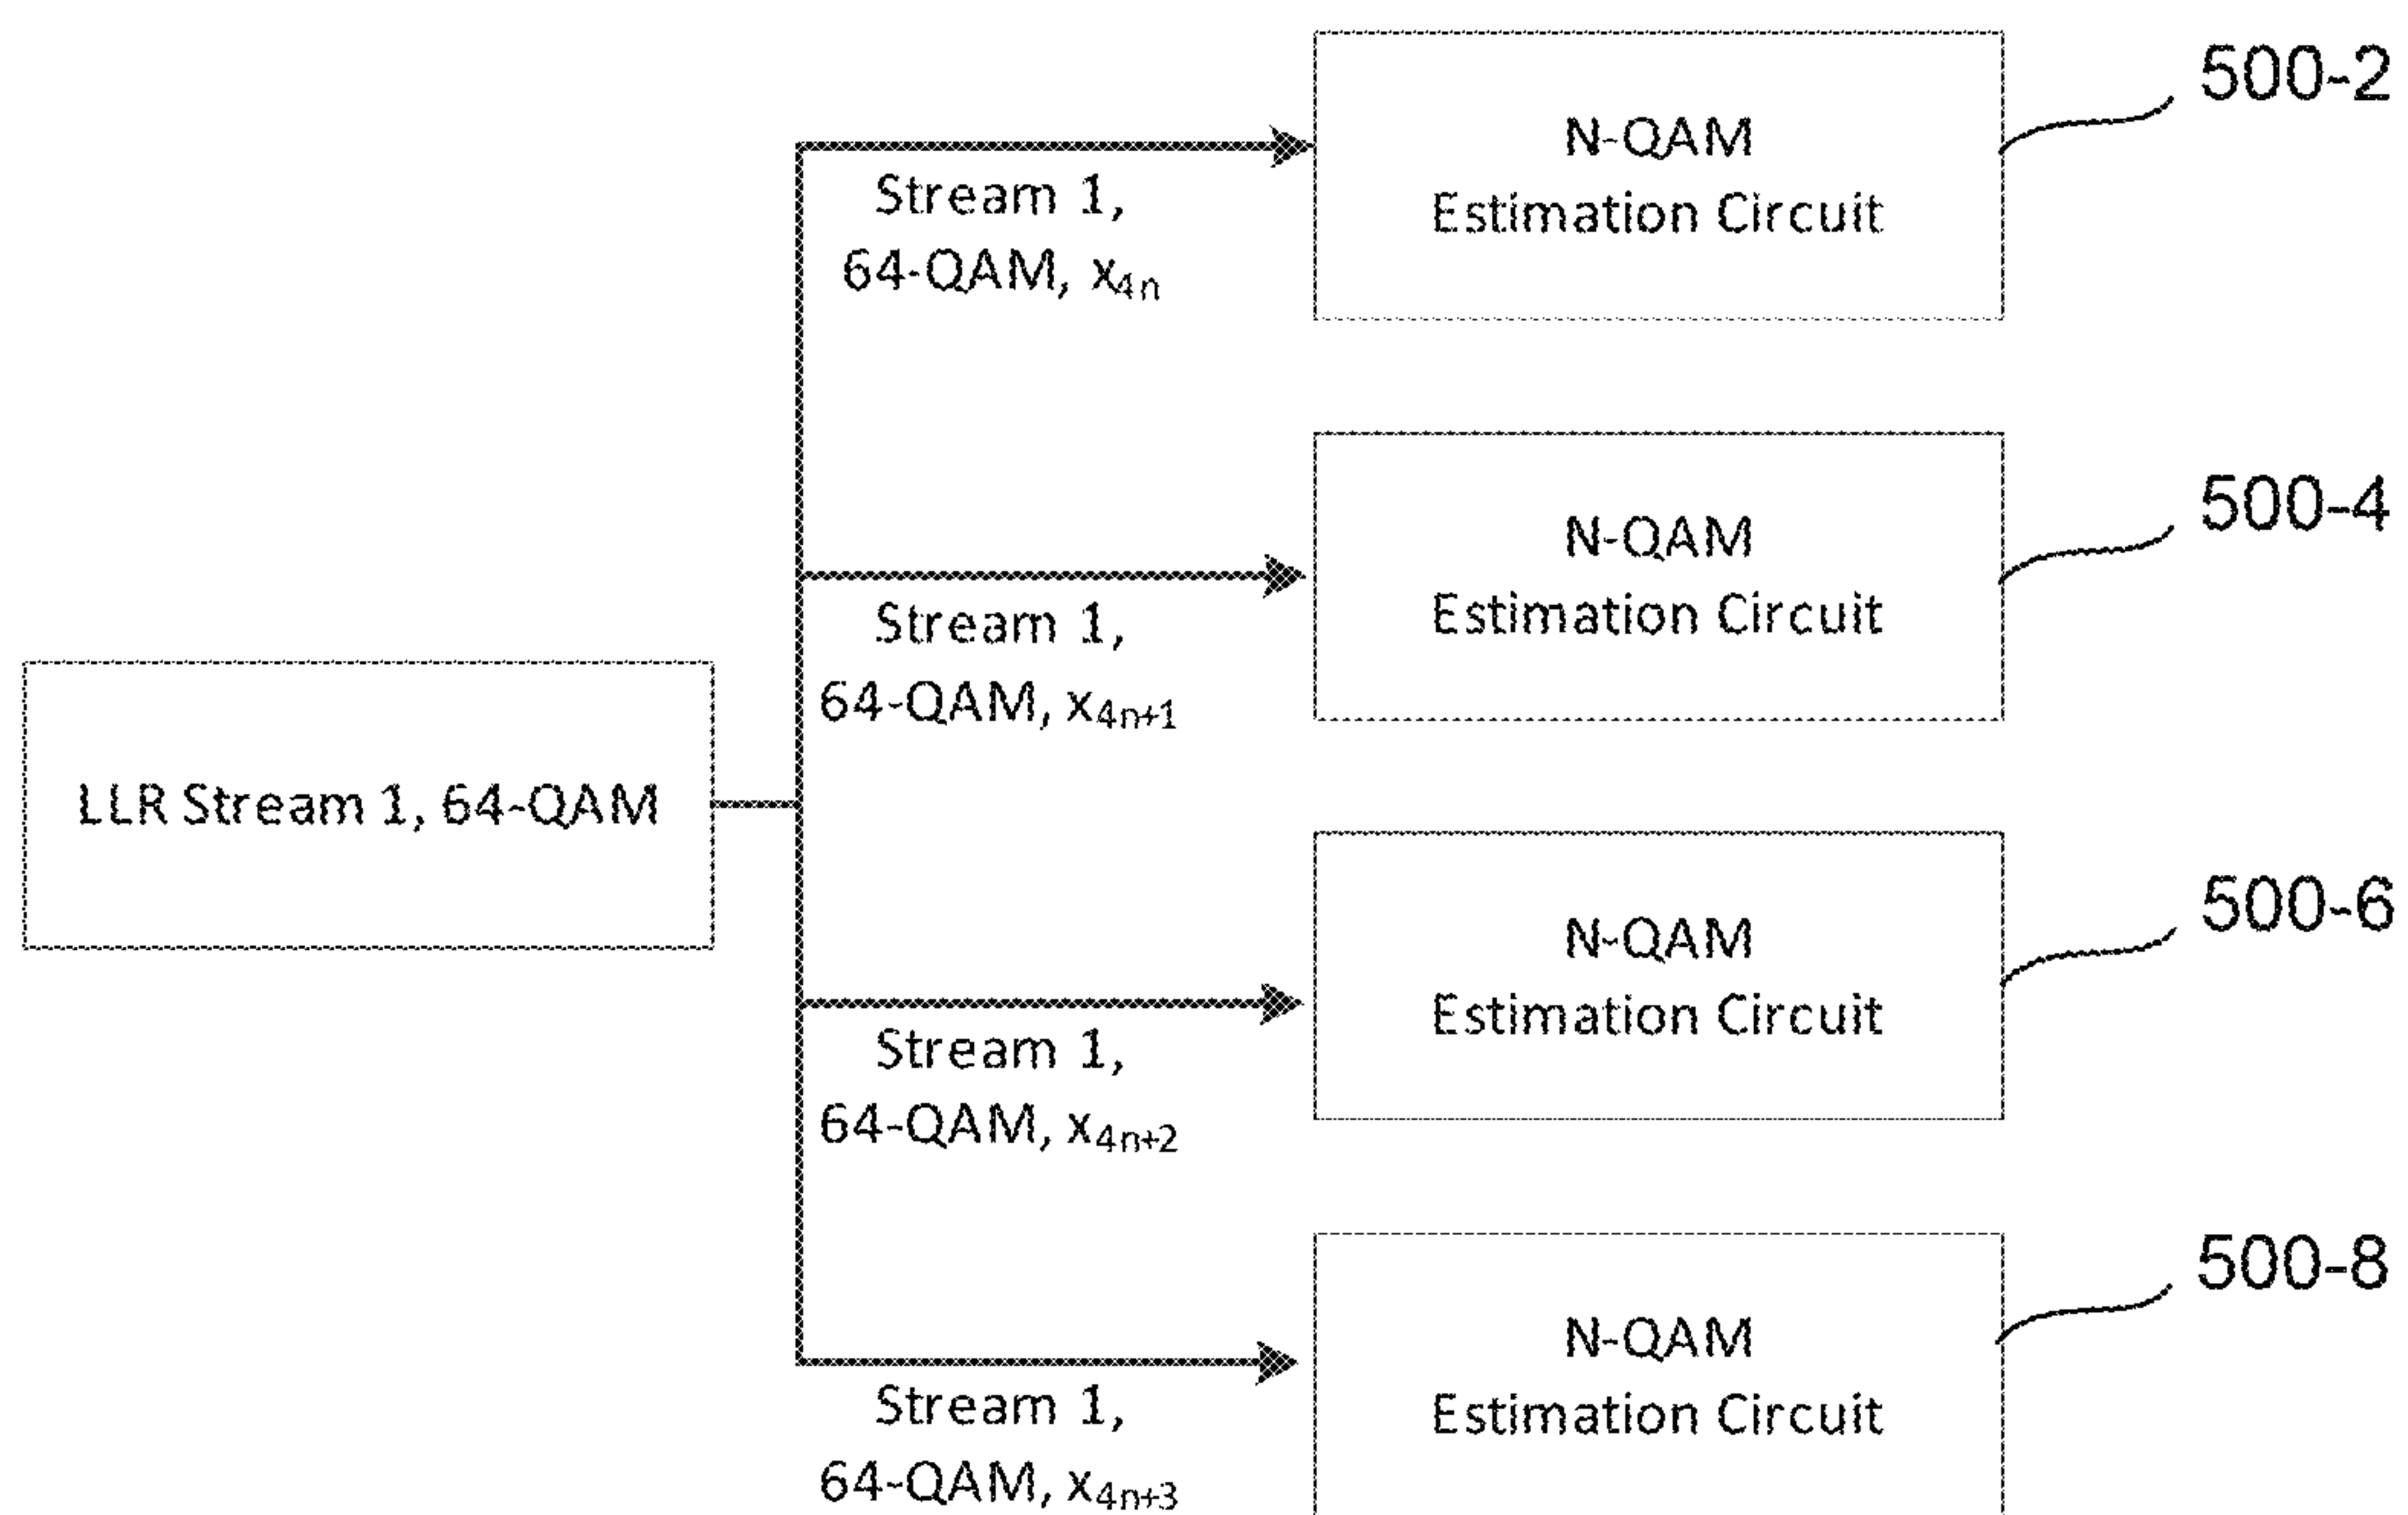 500-2
N-QAM
Estimation Circuit
Stream 1,
64-QAM, x4n
500-4
N-QAM
Estimation Circuit
Stream 1,
64-QAM, x4n+1
LLR Stream 1, 64-QAM
500-6
N-QAM
Estimation Circuit
Stream 1,
64-QAM, x4n+2
500-8
N-QAM
Estimation Circuit
Stream 1,
64-QAM, x4n+3